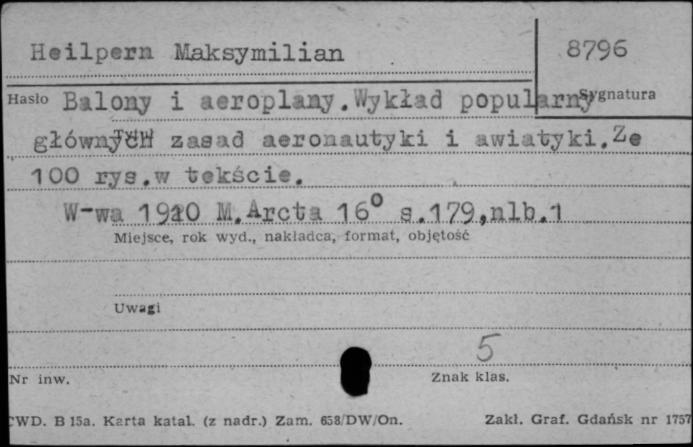 Heilpern Maksymilian 8796
Hasło Balony i aeroplany.Wykład popularny Sygnatura
głównych zasad aeronautyki i awiatyki.Ze
100 rys.w tekście.
W-wa 1910 M.Arcta 16° s.179,nlb.1
Miejsce, rok wyd., nakładca, format, objętość
Uwagi
5
Nr inw. Znak klas.
PWD. B 15a. Karta katal. (z nadr.) Zam. 658/DW/On. Zakł. Graf. Gdańsk nr 1757